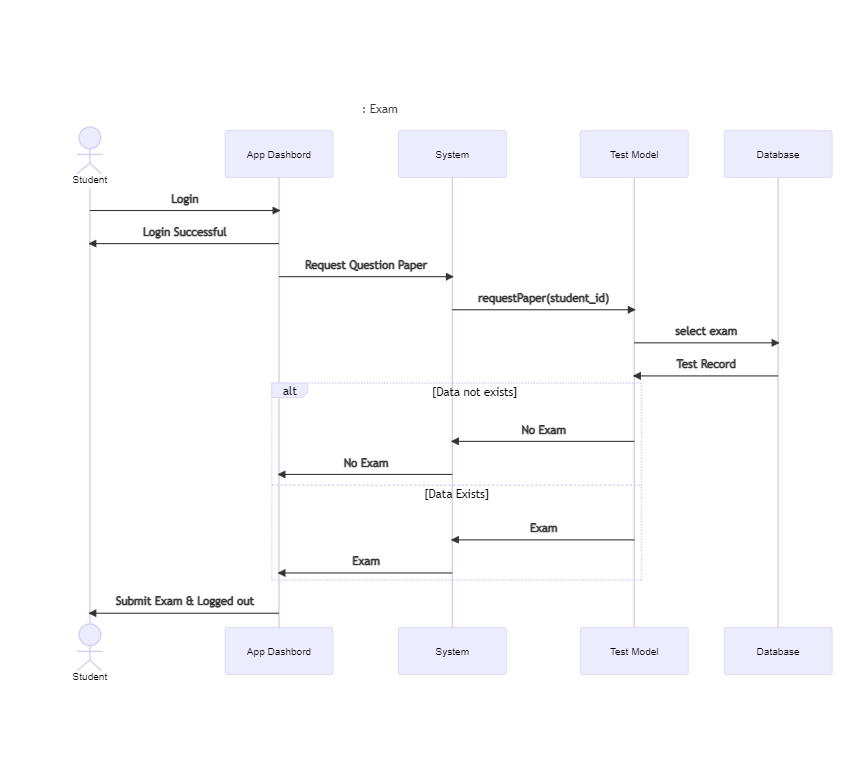 : Exam
Student
App Dashbord
System
Test Model
Database
Login
Login Successful
Request Question Paper
requestPaper(student_id)
select exam
Test Record
alt
[Data not exists]
No Exam
No Exam
[Data Exists]
Exam
Exam
Submit Exam & Logged out
Student
App Dashbord
System
Test Model
Database